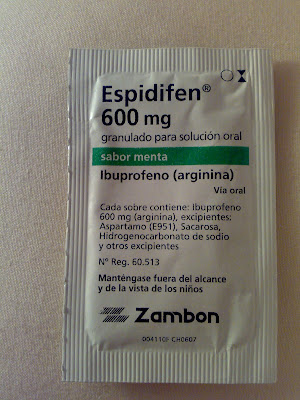 Espidifen®
600 mg
granulado para solución oral
sabor menta
Ibuprofeno (arginina)
Vía oral
Cada sobre contiene: Ibuprofeno
600 mg (arginina), excipientes:
Aspartamo (E951), Sacarosa,
Hidrogenocarbonato de sodio
y otros excipientes
N° Reg. 60.513
Manténgase fuera del alcance
y de la vista de los niños
Zambon
004110F CH0607